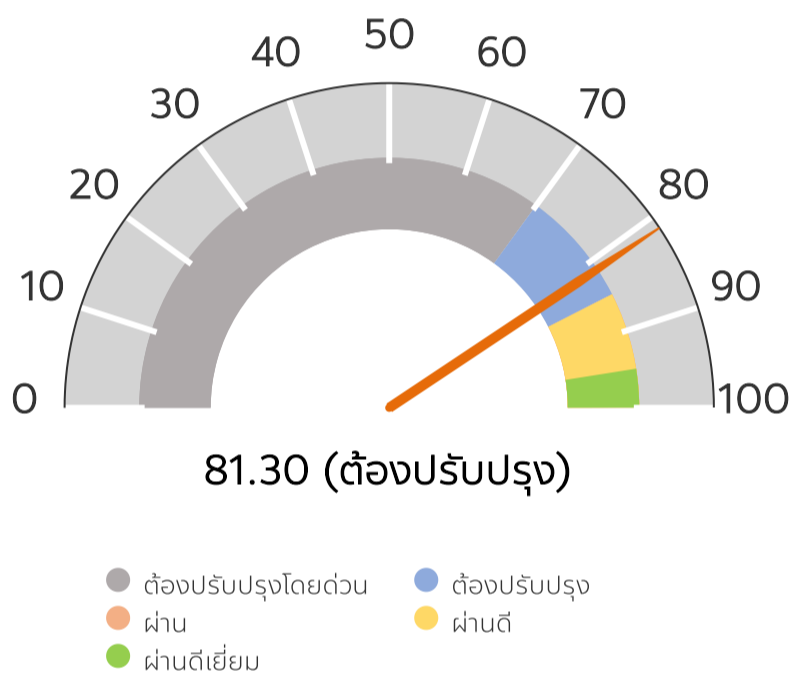 50
40
60
30
70
20
80
10
90
0
100
81.30 (ต้องปรับปรุง)
ต้องปรับปรุงโดยด่วน
ต้องปรับปรุง
ผ่าน
ผ่านดี
ผ่านดีเยี่ยม